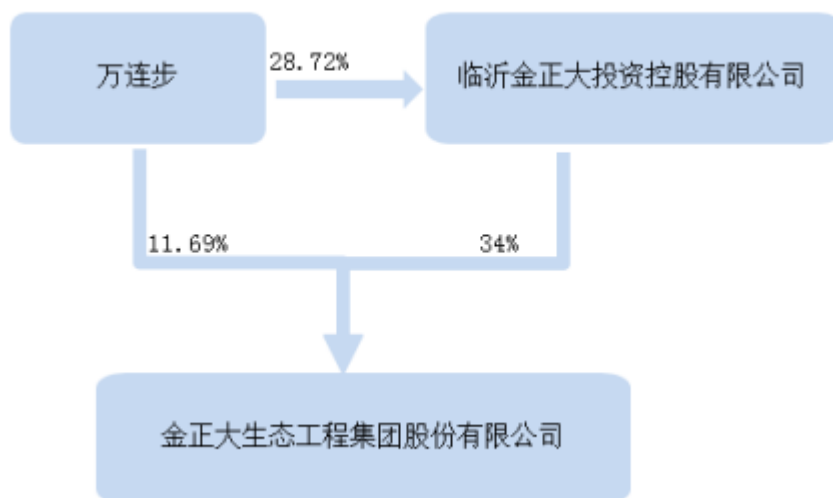 万连步
28.72%
临沂金正大投资控股有限公司
11.69%
34%
金正大生态工程集团股份有限公司